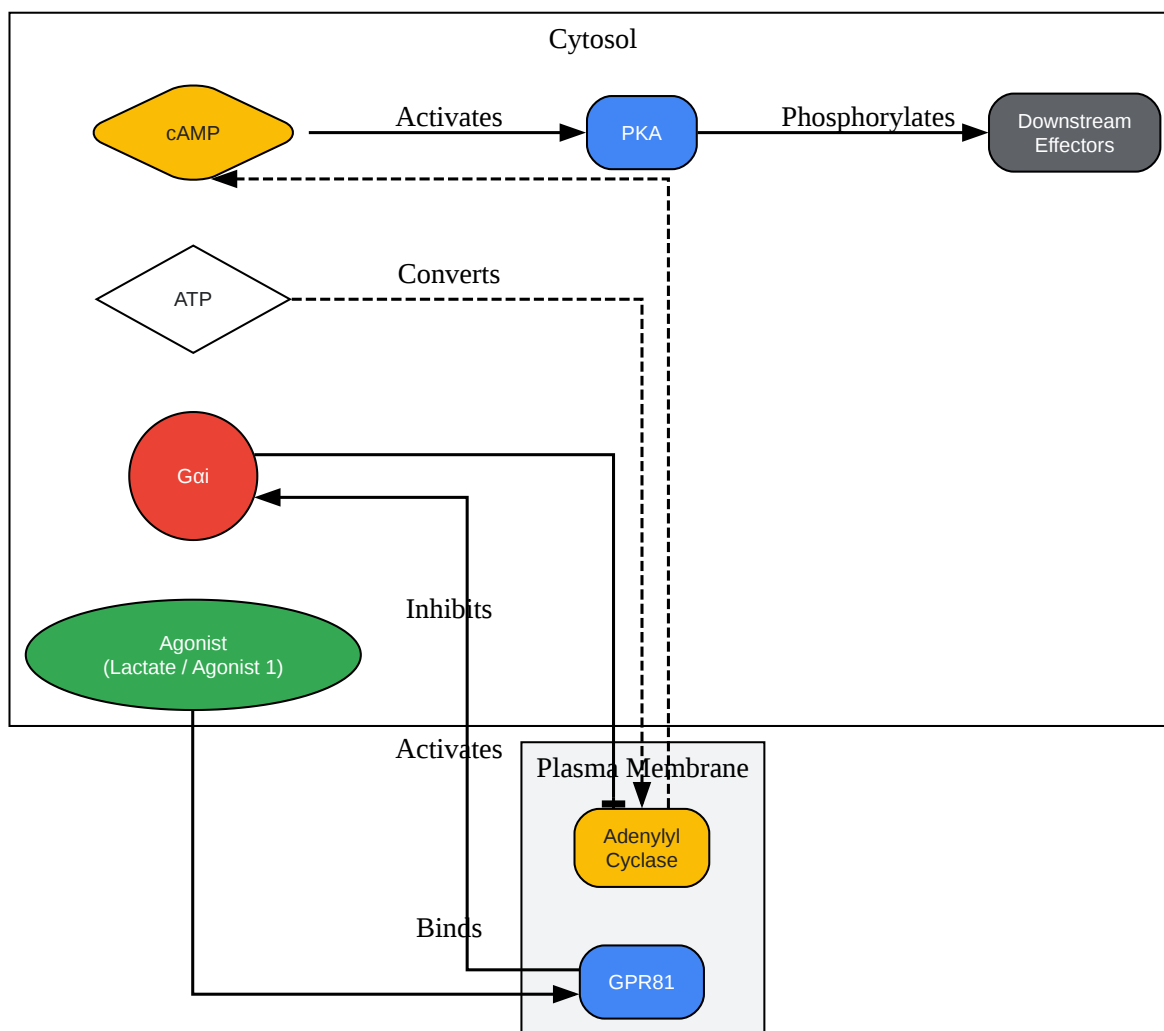 Cytosol
cAMP
Activates
PKA
Phosphorylates
Downstream
Effectors
ATP
Converts
Gαi
Inhibits
Agonist
(Lactate / Agonist 1)
Activates
Plasma Membrane
Adenylyl
Cyclase
Binds
GPR81